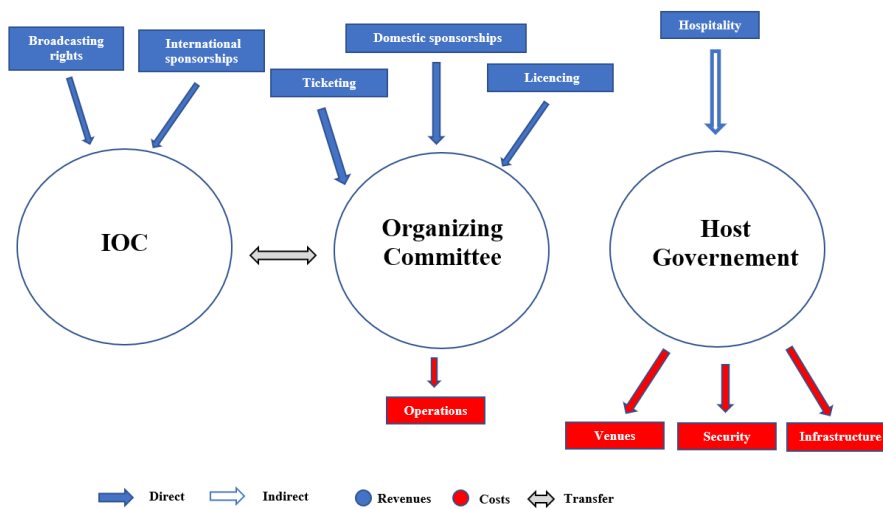 Broadcasting
rights
International
sponsorships
Domestic sponsorships
Ticketing
Licencing
Hospitality
IOC
Organizing
Committee
Host
Governement
Operations
Venues
Security
Infrastructure
Direct
Indirect
Revenues
Costs
Transfer